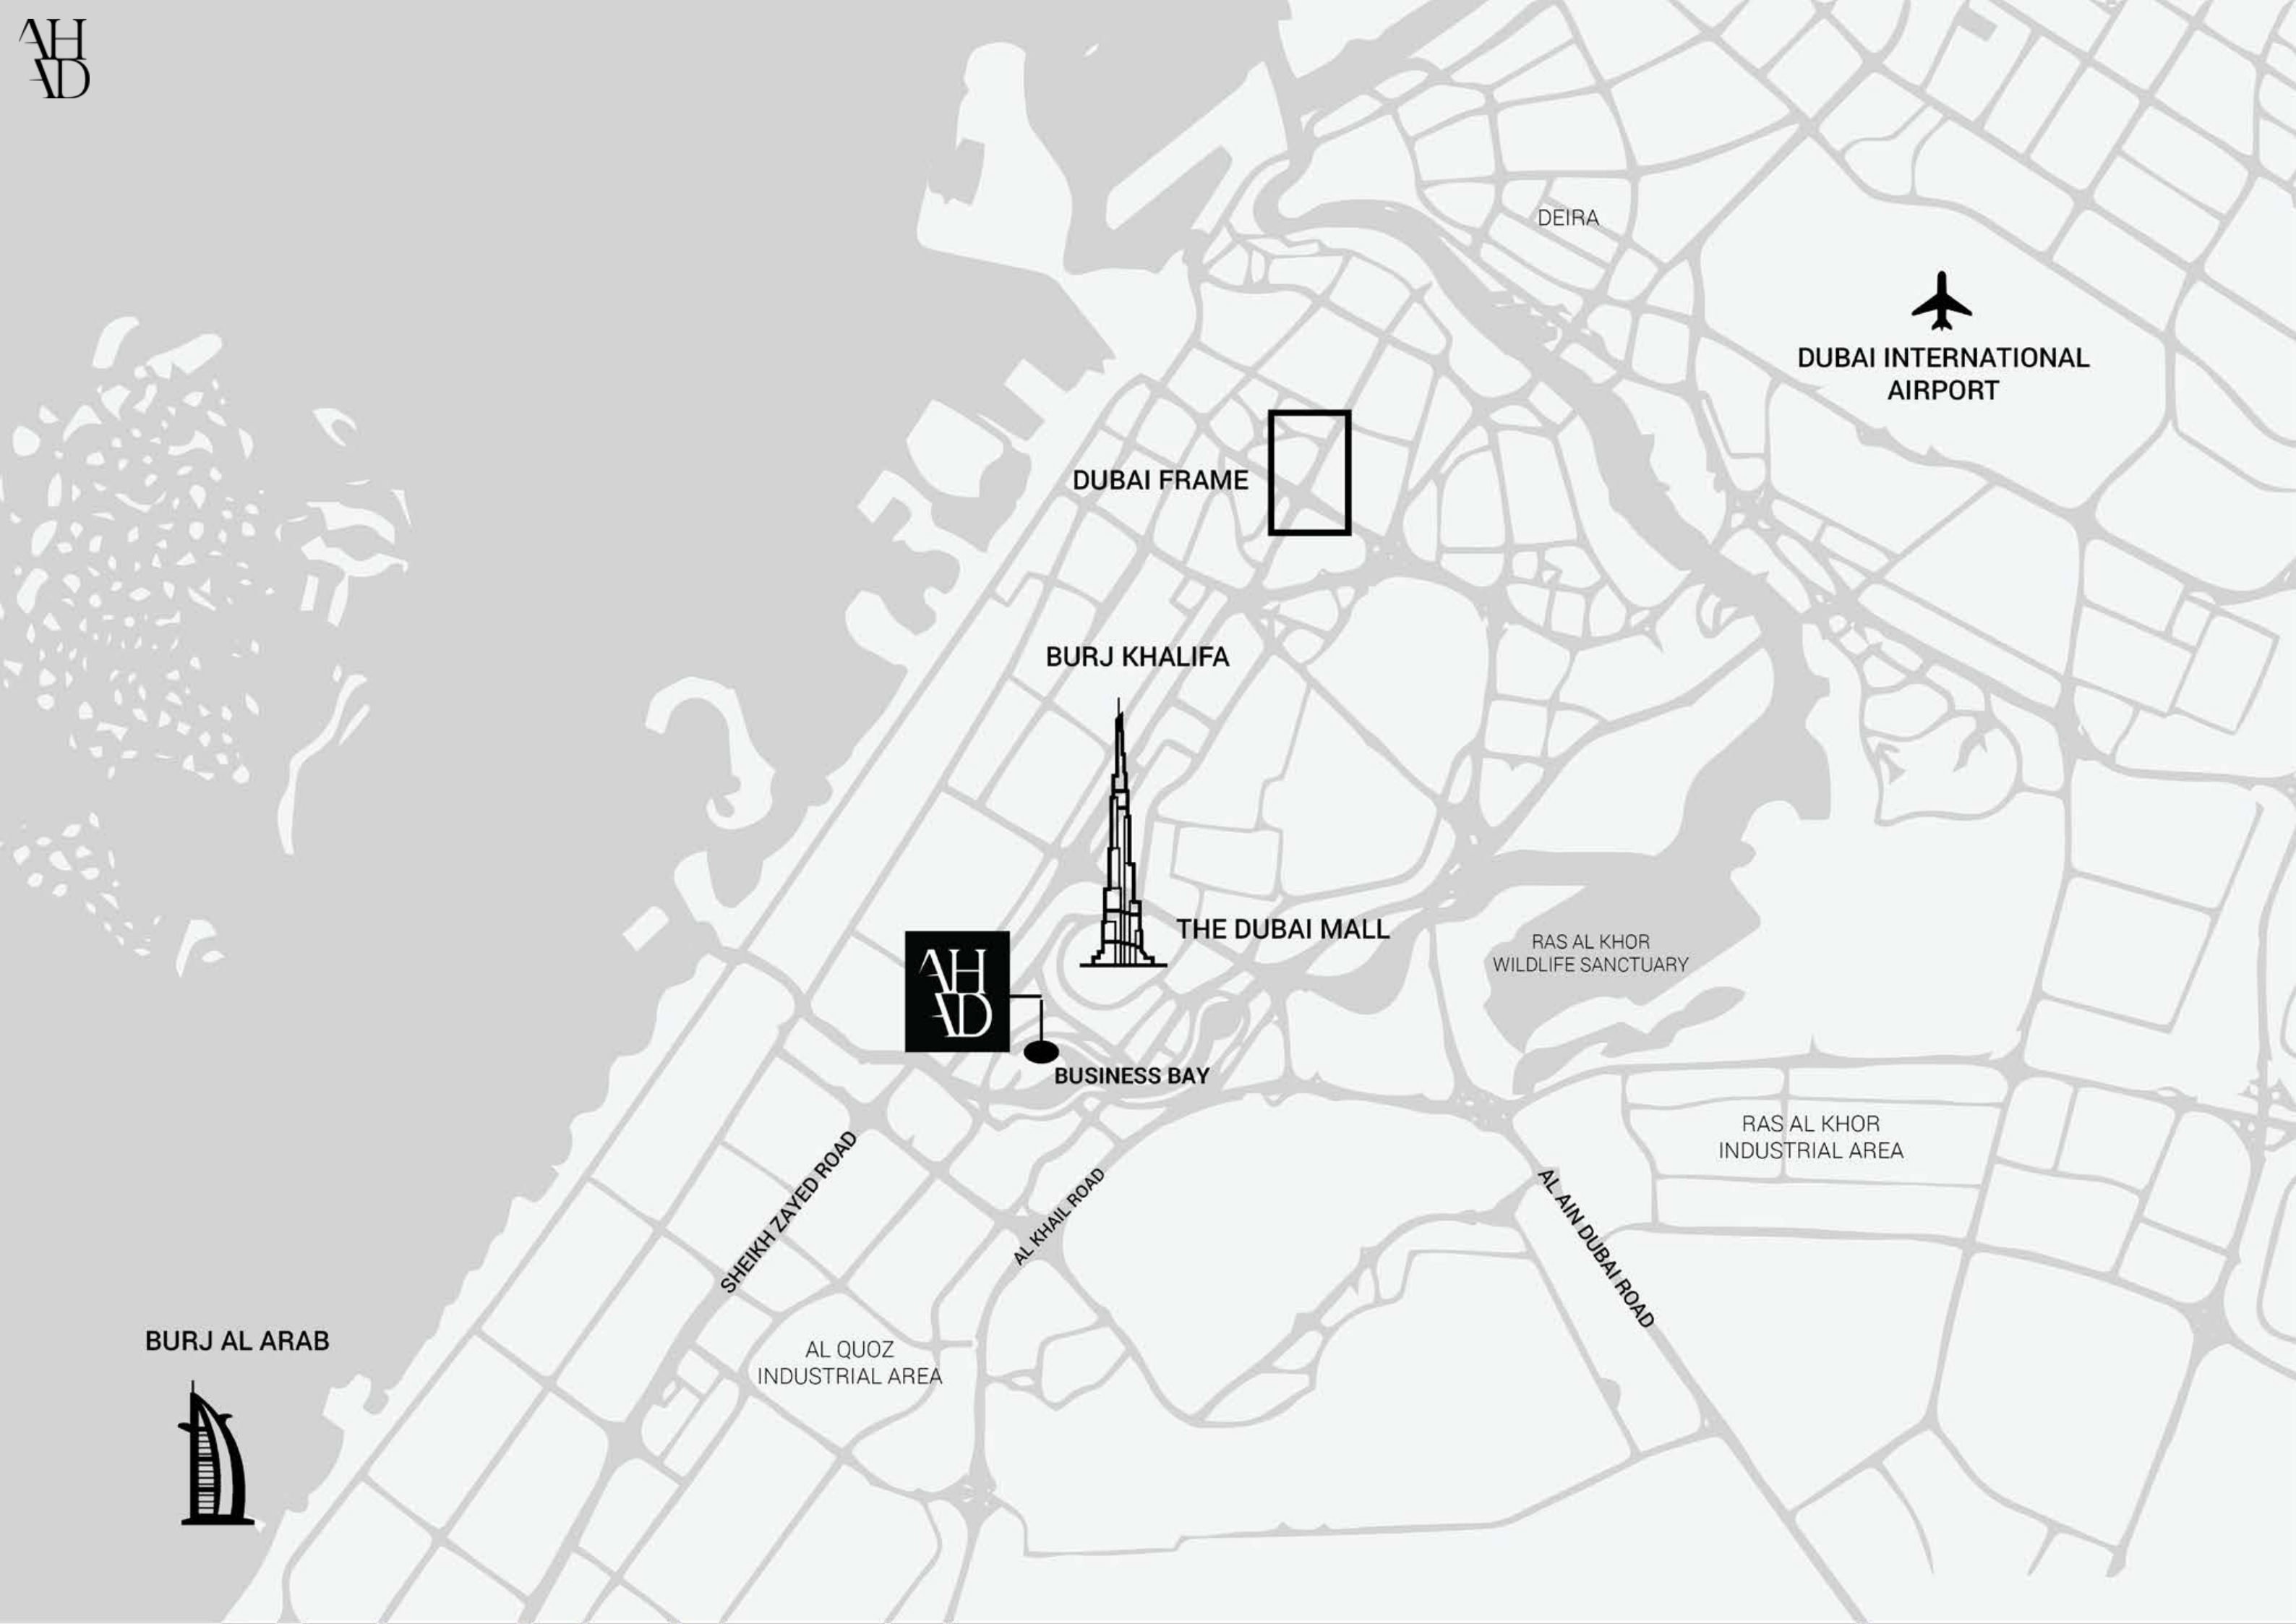 AH
AD
DEIRA
DUBAI INTERNATIONAL
AIRPORT
DUBAI FRAME
BURJ KHALIFA
THE DUBAI MALL
RAS AL KHOR
WILDLIFE SANCTUARY
AH
AD
BUSINESS BAY
RAS AL KHOR
INDUSTRIAL AREA
SHEIKH ZAYED ROAD
AL KHAIL ROAD
AL AIN DUBAI ROAD
BURJ AL ARAB
AL QUOZ
INDUSTRIAL AREA